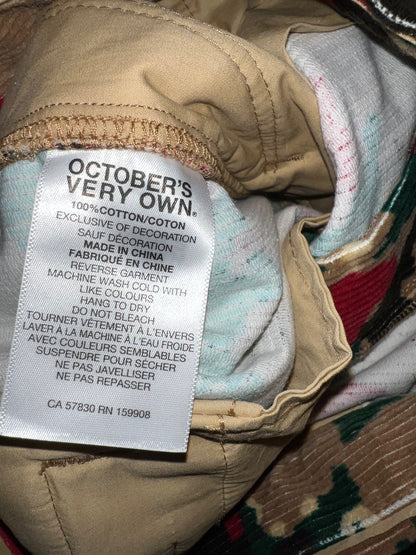 OCTOBER'S
VERY OWN®
100% COTTON/COTON
EXCLUSIVE OF DECORATION
SAUF DÉCORATION
MADE IN CHINA
FABRIQUÉ EN CHINE
REVERSE GARMENT
MACHINE WASH COLD WITH
LIKE COLOURS
HANG TO DRY
DO NOT BLEACH
TOURNER VÊTEMENT À L'ENVERS
LAVER À LA MACHINE À L'EAU FROIDE
AVEC COULEURS SEMBLABLES
SUSPENDRE POUR SÉCHER
NE PAS JAVELLISER
NE PAS REPASSER
CA 57830 RN 159908